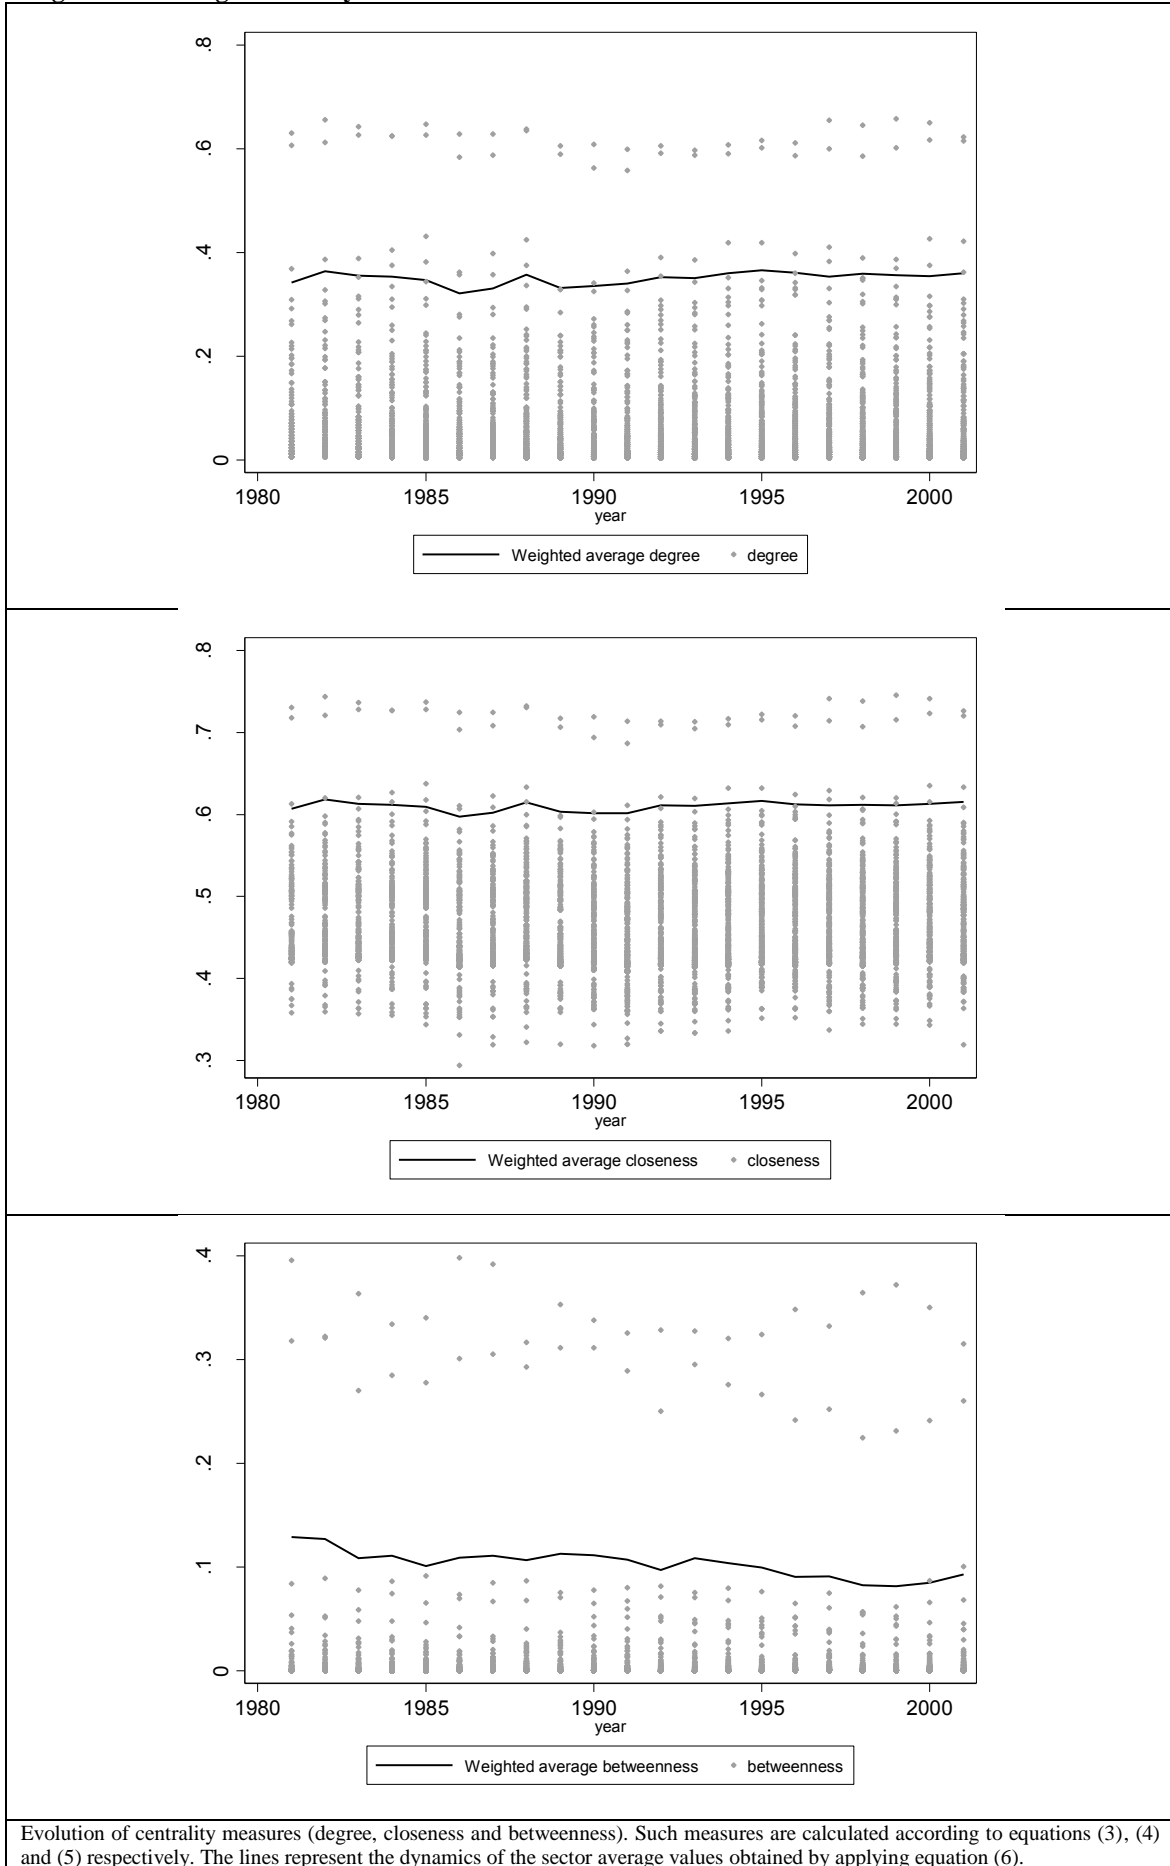 .8
.6
.4
.2
0
1980 1985 1990 1995 2000
year
Weighted average degree degree
.8
.7
.6
.5
.4
.3
1980 1985 1990 1995 2000
year
Weighted average closeness closeness
.4
.3
.2
.1
0
1980 1985 1990 1995 2000
year
Weighted average betweenness betweenness
Evolution of centrality measures (degree, closeness and betweenness). Such measures are calculated according to equations (3), (4)
and (5) respectively. The lines represent the dynamics of the sector average values obtained by applying equation (6).